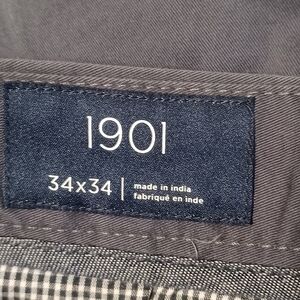 1901
34x34
made in india
fabriqué en inde